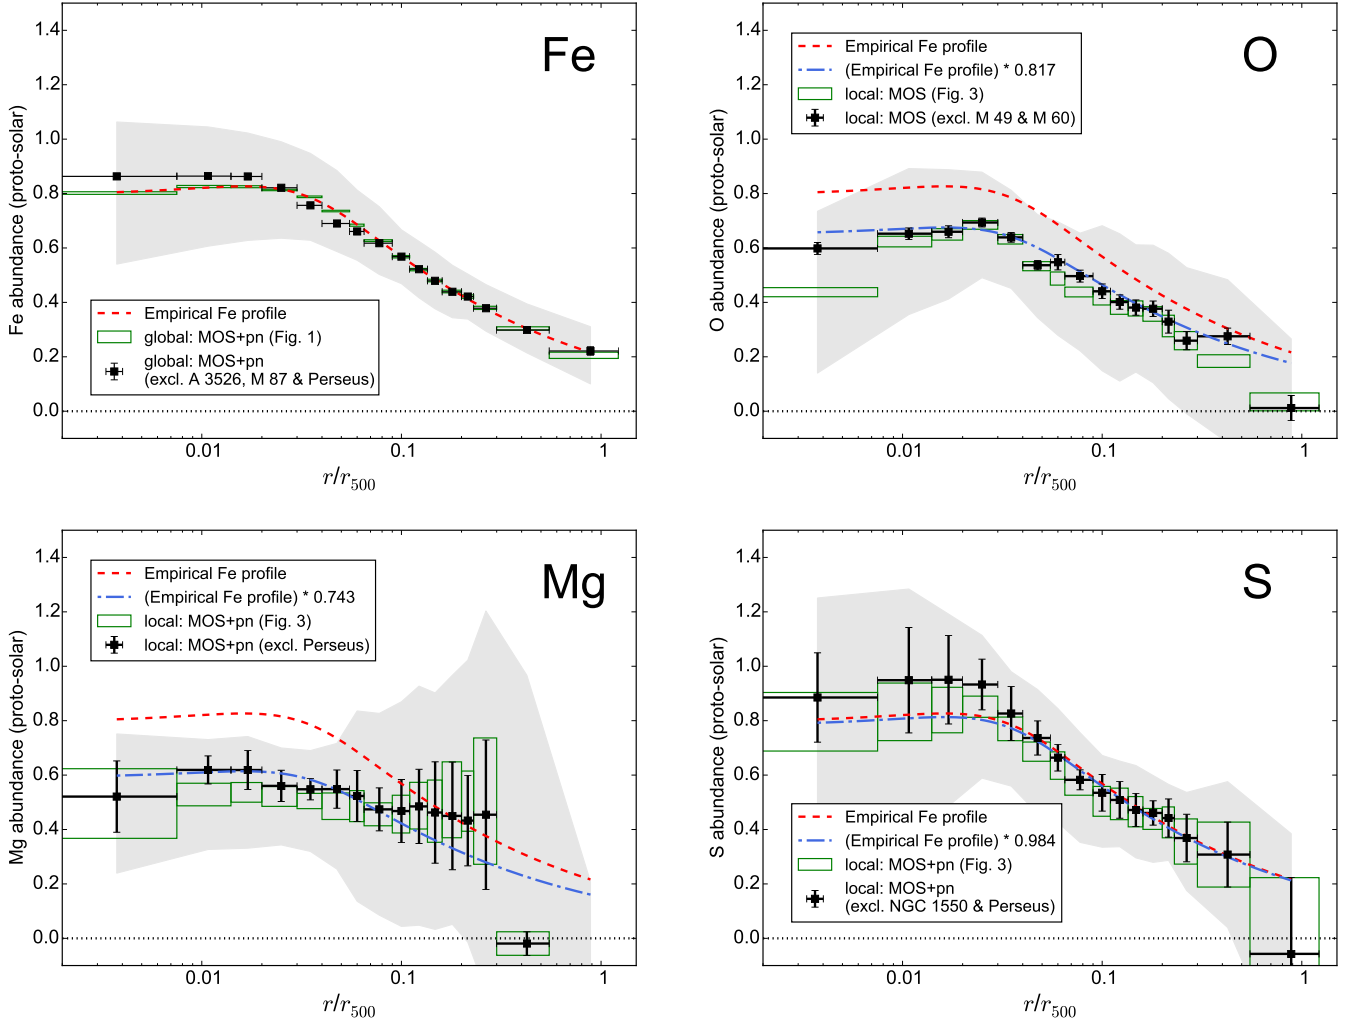 Fe
Fe abundance (proto-solar)
1.4
1.2
1.0
0.8
0.6
0.4
0.2
0.0
Empirical Fe profile
global: MOS+pn (Fig. 1)
global: MOS+pn
(excl. A 3526, M 87 & Perseus)
0.01
0.1
1
r/r500
O
O abundance (proto-solar)
1.4
1.2
1.0
0.8
0.6
0.4
0.2
0.0
Empirical Fe profile
(Empirical Fe profile) * 0.817
local: MOS (Fig. 3)
local: MOS (excl. M 49 & M 60)
0.01
0.1
1
r/r500
Mg
Mg abundance (proto-solar)
1.4
1.2
1.0
0.8
0.6
0.4
0.2
0.0
Empirical Fe profile
(Empirical Fe profile) * 0.743
local: MOS+pn (Fig. 3)
local: MOS+pn (excl. Perseus)
0.01
0.1
1
r/r500
S
S abundance (proto-solar)
1.4
1.2
1.0
0.8
0.6
0.4
0.2
0.0
Empirical Fe profile
(Empirical Fe profile) * 0.984
local: MOS+pn (Fig. 3)
local: MOS+pn
(excl. NGC 1550 & Perseus)
0.01
0.1
1
r/r500